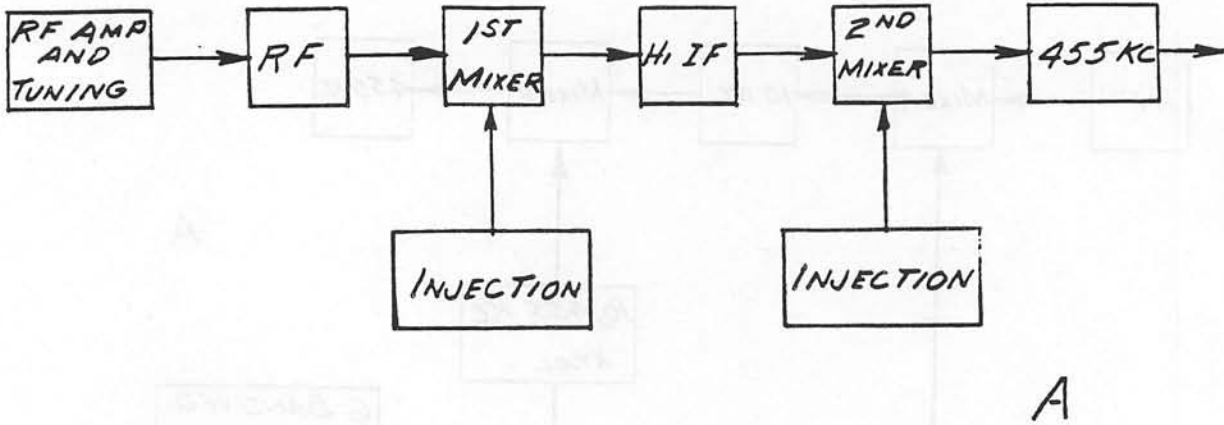 RF AMP
AND
TUNING
RF
1ST
MIXER
HI IF
2ND
MIXER
455 KC
INJECTION
INJECTION
A